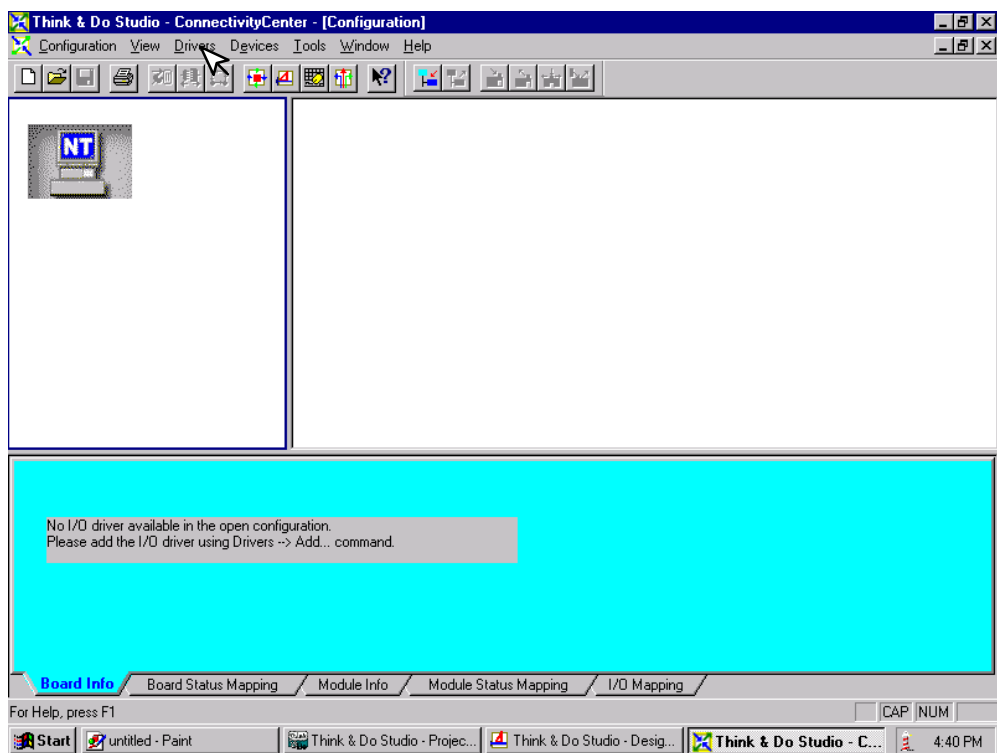 Think & Do Studio - ConnectivityCenter - [Configuration]
Configuration View Drivers Devices Tools Window Help
NT
No I/O driver available in the open configuration.
Please add the I/O driver using Drivers --> Add... command.
Board Info Board Status Mapping Module Info Module Status Mapping I/O Mapping
For Help, press F1 CAP NUM
Start untitled - Paint Think & Do Studio - Projec... Think & Do Studio - Desig... Think & Do Studio - C... 4:40 PM